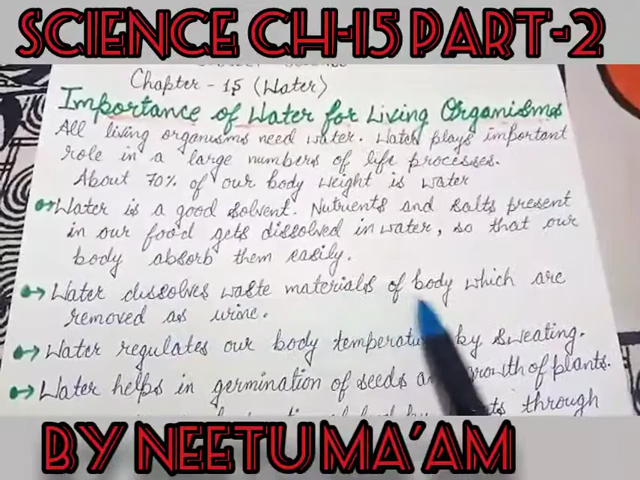 SCIENCE CH-15 PART-2
Chapter - 15 (Water)
Importance of Water for Living Organisms
All living organisms need water. Water plays important
role in a large numbers of life processes.
About 70% of our body weight is water
Water is a good solvent. Nutrients and salts present
in our food gets dissolved in water, so that our
body absorb them easily.
Water dissolves waste materials of body which are
removed as urine.
Water regulates our body temperature by sweating.
Water helps in germination of seeds and growth of plants.
through
BY NEETU MA'AM